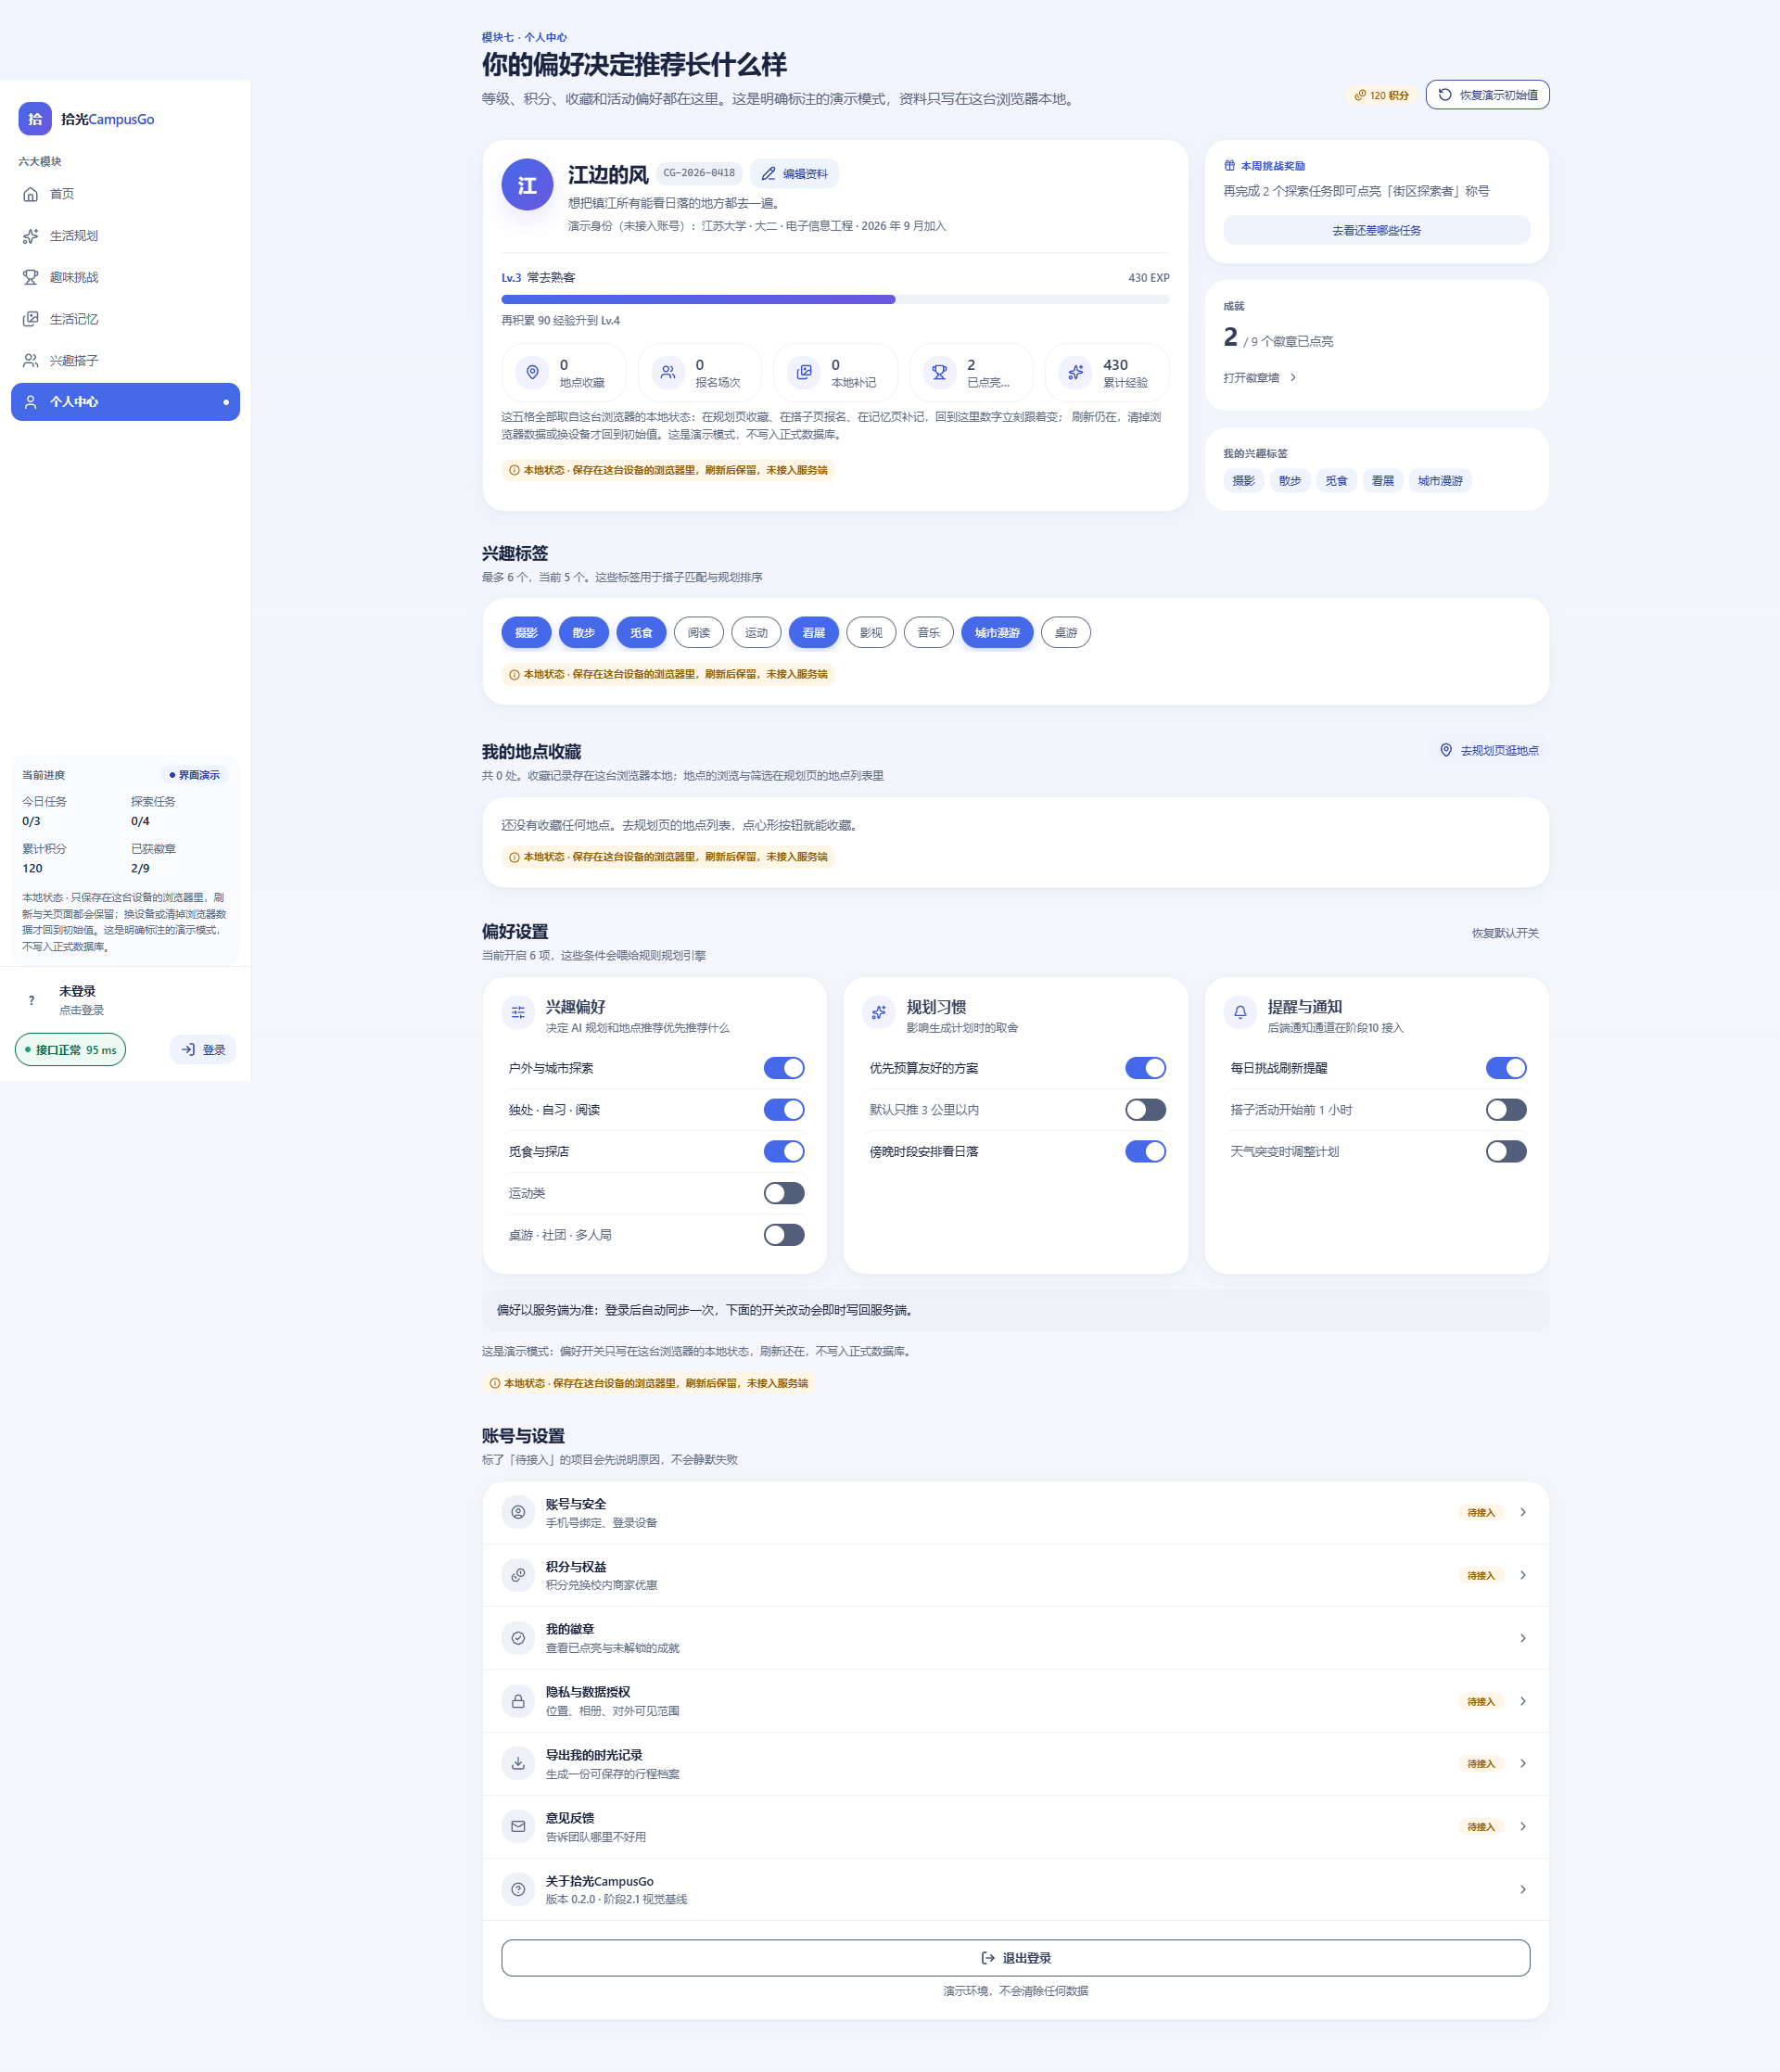 模块七 · 个人中心
你的偏好决定推荐长什么样
等级、积分、收藏和活动偏好都在这里。这是明确标注的演示模式，资料只写在这台浏览器本地。
120 积分
恢复演示初始值
拾
拾光CampusGo
六大模块
首页
生活规划
趣味挑战
生活记忆
兴趣搭子
个人中心
当前进度
界面演示
今日任务
探索任务
0/3
0/4
累计积分
已获徽章
120
2/9
本地状态 · 只保存在这台设备的浏览器里，刷
新与关页面都会保留；换设备或清掉浏览器数
据才回到初始值。这是明确标注的演示模式，
不写入正式数据库。
?
未登录
点击登录
接口正常 95 ms
登录
江
江边的风
CG-2026-0418
编辑资料
想把镇江所有能看日落的地方都去一遍。
演示身份（未接入账号）：江苏大学 · 大二 · 电子信息工程 · 2026 年 9 月加入
Lv.3 常去熟客
430 EXP
再积累 90 经验升到 Lv.4
0
地点收藏
0
报名场次
0
本地补记
2
已点亮...
430
累计经验
这五格全部取自这台浏览器的本地状态：在规划页收藏、在搭子页报名、在记忆页补记，回到这里数字立刻跟着变； 刷新仍在，清掉浏
览器数据或换设备才回到初始值。这是演示模式，不写入正式数据库。
本地状态 · 保存在这台设备的浏览器里，刷新后保留，未接入服务端
本周挑战奖励
再完成 2 个探索任务即可点亮「街区探索者」称号
去看还差哪些任务
成就
2 / 9 个徽章已点亮
打开徽章墙
我的兴趣标签
摄影
散步
觅食
看展
城市漫游
兴趣标签
最多 6 个，当前 5 个。这些标签用于搭子匹配与规划排序
摄影
散步
觅食
阅读
运动
看展
影视
音乐
城市漫游
桌游
本地状态 · 保存在这台设备的浏览器里，刷新后保留，未接入服务端
我的地点收藏
共 0 处。收藏记录存在这台浏览器本地；地点的浏览与筛选在规划页的地点列表里
去规划页逛地点
还没有收藏任何地点。去规划页的地点列表，点心形按钮就能收藏。
本地状态 · 保存在这台设备的浏览器里，刷新后保留，未接入服务端
偏好设置
当前开启 6 项，这些条件会喂给规则规划引擎
恢复默认开关
兴趣偏好
决定 AI 规划和地点推荐优先推荐什么
户外与城市探索
独处 · 自习 · 阅读
觅食与探店
运动类
桌游 · 社团 · 多人局
规划习惯
影响生成计划时的取舍
优先预算友好的方案
默认只推 3 公里以内
傍晚时段安排看日落
提醒与通知
后端通知通道在阶段10 接入
每日挑战刷新提醒
搭子活动开始前 1 小时
天气突变时调整计划
偏好以服务端为准：登录后自动同步一次，下面的开关改动会即时写回服务端。
这是演示模式：偏好开关只写在这台浏览器的本地状态，刷新还在，不写入正式数据库。
本地状态 · 保存在这台设备的浏览器里，刷新后保留，未接入服务端
账号与设置
标了「待接入」的项目会先说明原因，不会静默失败
账号与安全
手机号绑定、登录设备
待接入
积分与权益
积分兑换校内商家优惠
待接入
我的徽章
查看已点亮与未解锁的成就
隐私与数据授权
位置、相册、对外可见范围
待接入
导出我的时光记录
生成一份可保存的行程档案
待接入
意见反馈
告诉团队哪里不好用
待接入
关于拾光CampusGo
版本 0.2.0 · 阶段2.1 视觉基线
退出登录
演示环境，不会清除任何数据